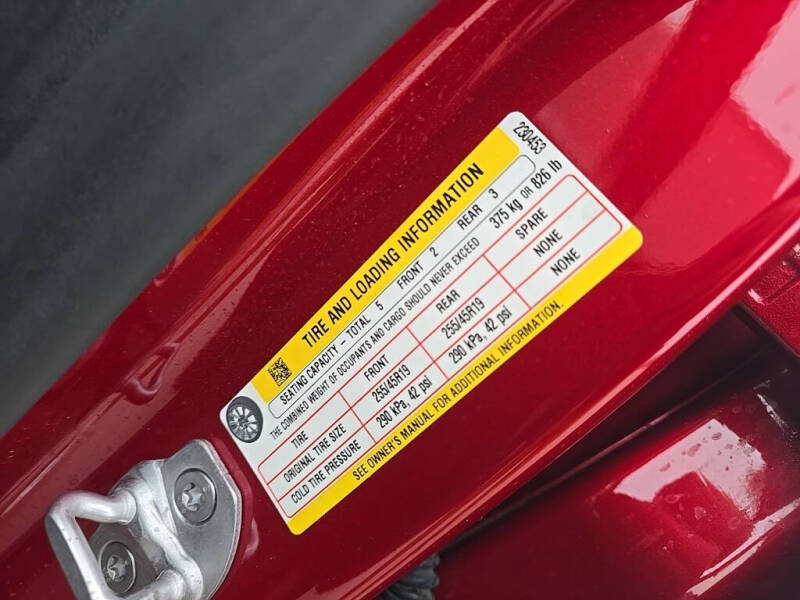 230453
TIRE AND LOADING INFORMATION
SEATING CAPACITY – TOTAL 5 FRONT 2 REAR 3
THE COMBINED WEIGHT OF OCCUPANTS AND CARGO SHOULD NEVER EXCEED 375 kg OR 826 lb
TIRE FRONT REAR SPARE
ORIGINAL TIRE SIZE 255/45R19 255/45R19 NONE
COLD TIRE PRESSURE 290 kPa, 42 psi 290 kPa, 42 psi NONE
SEE OWNER'S MANUAL FOR ADDITIONAL INFORMATION.